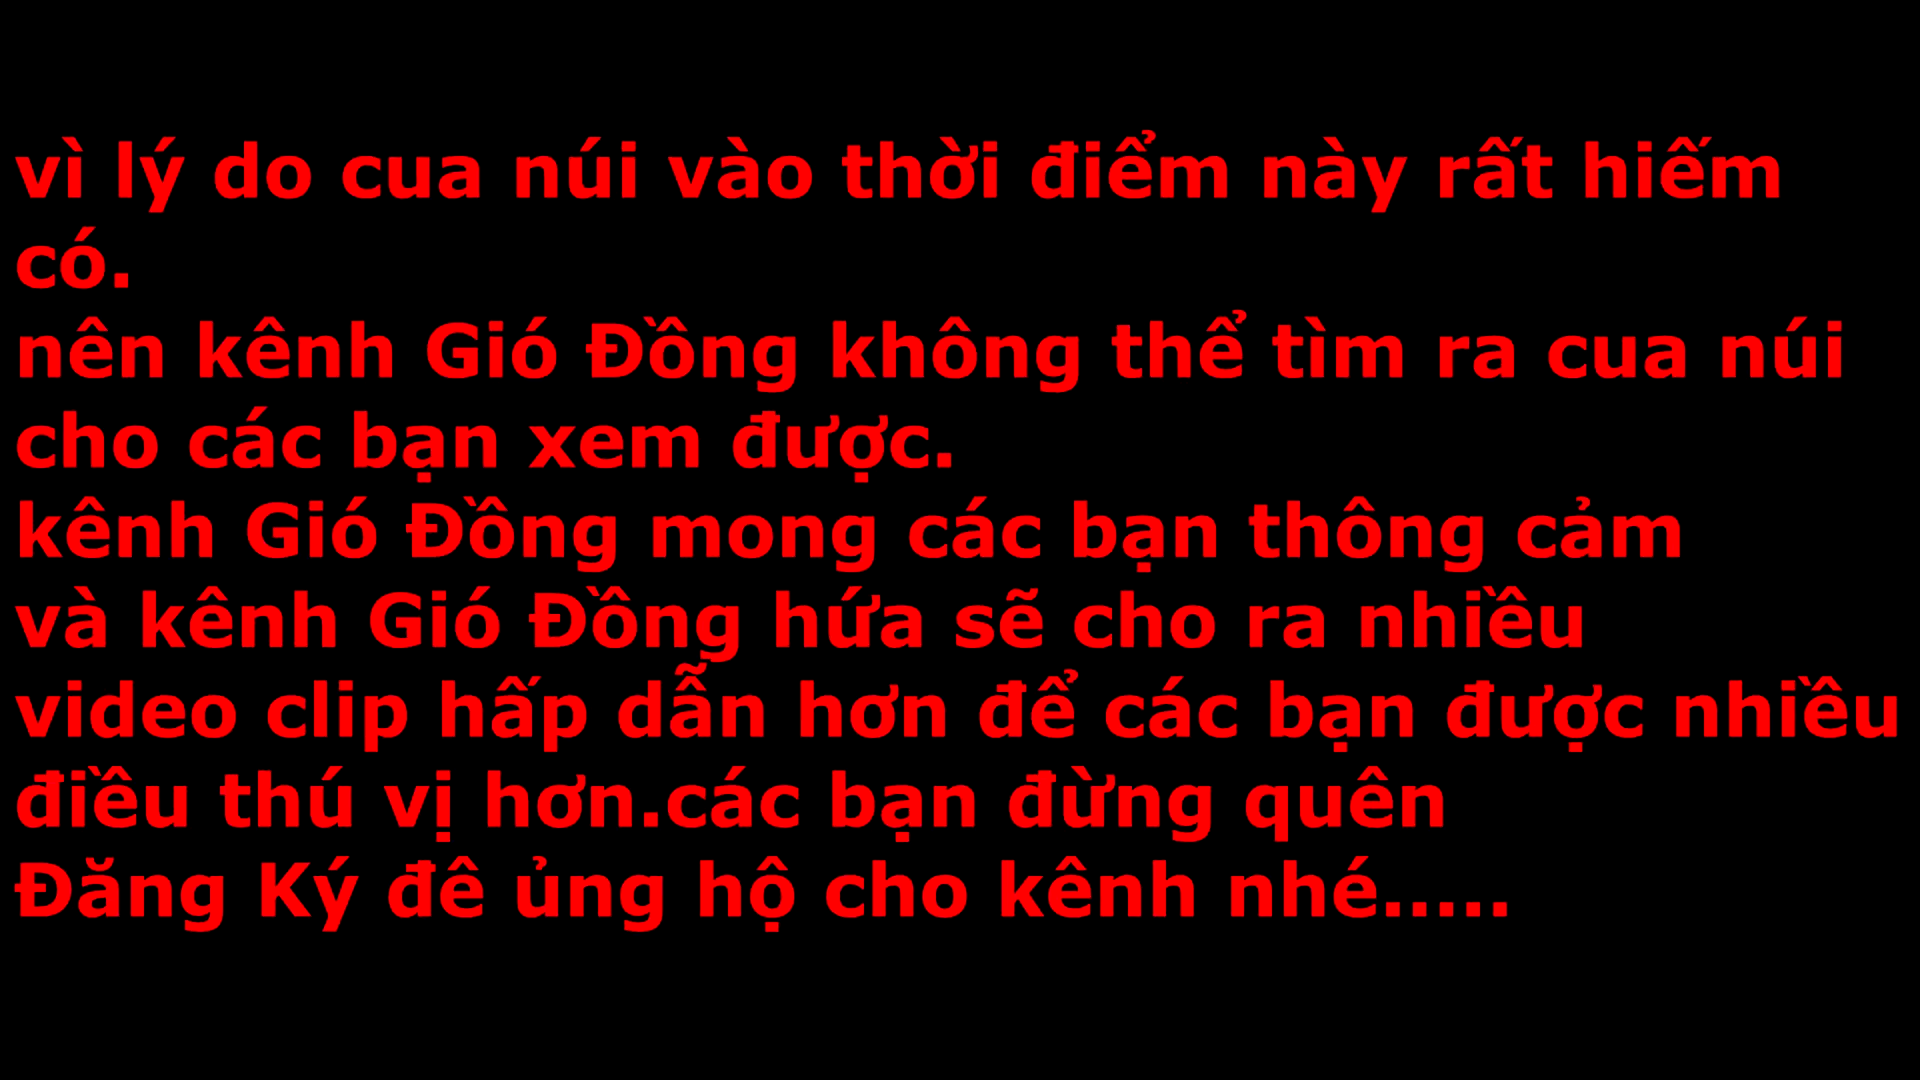 vì lý do cua núi vào thời điểm này rất hiếm
có.
nên kênh Gió Đồng không thể tìm ra cua núi
cho các bạn xem được.
kênh Gió Đồng mong các bạn thông cảm
và kênh Gió Đồng hứa sẽ cho ra nhiều
video clip hấp dẫn hơn để các bạn được nhiều
điều thú vị hơn.các bạn đừng quên
Đăng Ký đê ủng hộ cho kênh nhé.....